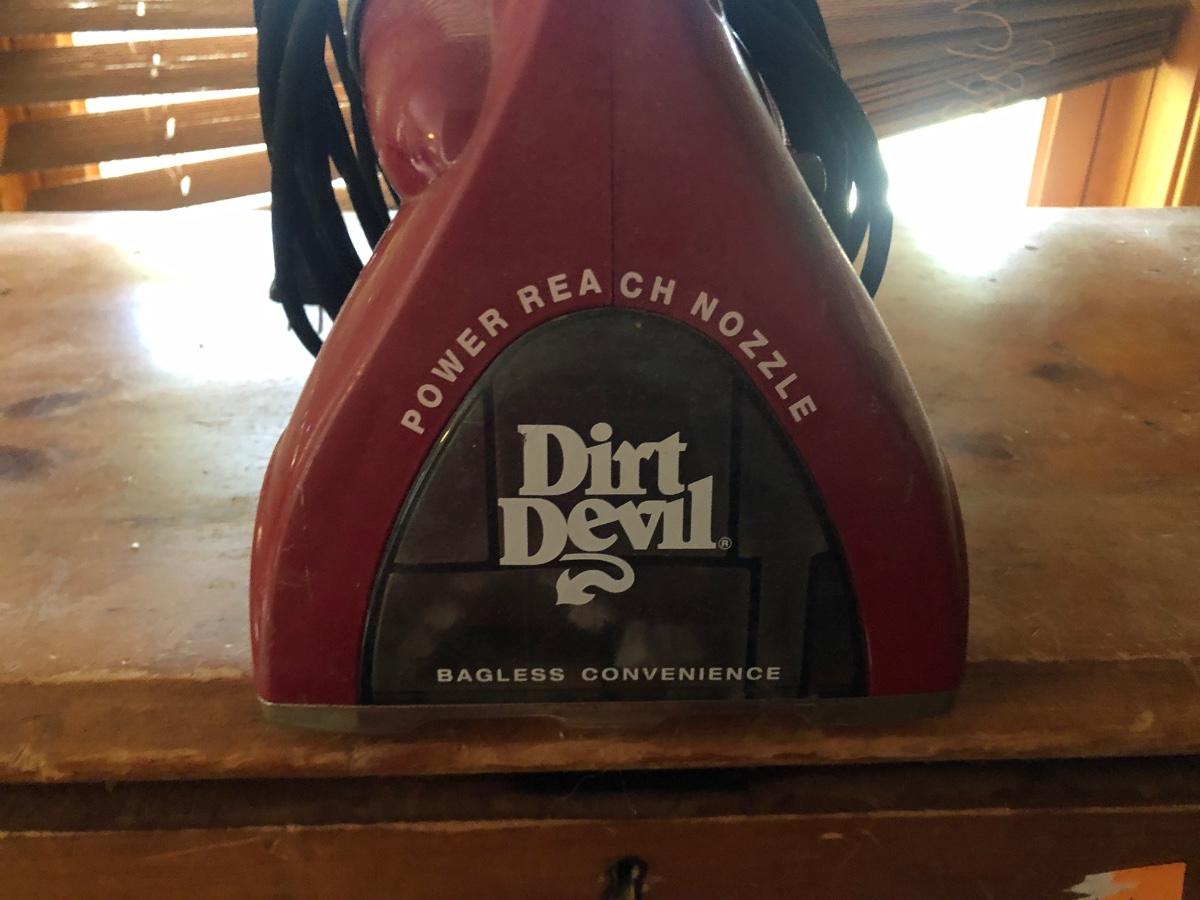 POWER REACH NOZZLE
Dirt
Devil®
BAGLESS CONVENIENCE